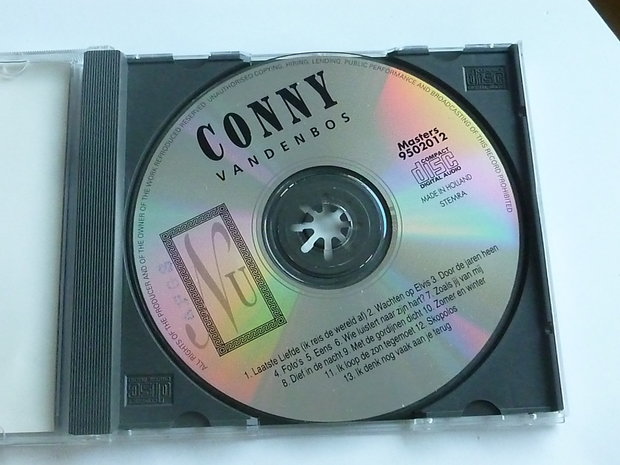 ALL RIGHTS OF THE PRODUCER AND OF THE OWNER OF THE WORK REPRODUCED RESERVED. UNAUTHORISED COPYING, HIRING, LENDING, PUBLIC PERFORMANCE AND BROADCASTING OF THIS RECORD PROHIBITED
CONNY
VANDENBOS
Masters
9502012
COMPACT
disc
DIGITAL AUDIO
MADE IN HOLLAND
STEMRA
Nu
1. Laatste Liefde (ik reis de wereld af) 2. Wachten op Elvis 3. Door de jaren heen
4. Foto's 5. Eens 6. Wie luistert naar zijn hart? 7. Zoals jij van mij
8. Dief in de nacht 9. Met de gordijnen dicht 10. Zomer en winter
11. Ik loop de zon tegemoet 12. Skopolos
13. Ik denk nog vaak aan je terug